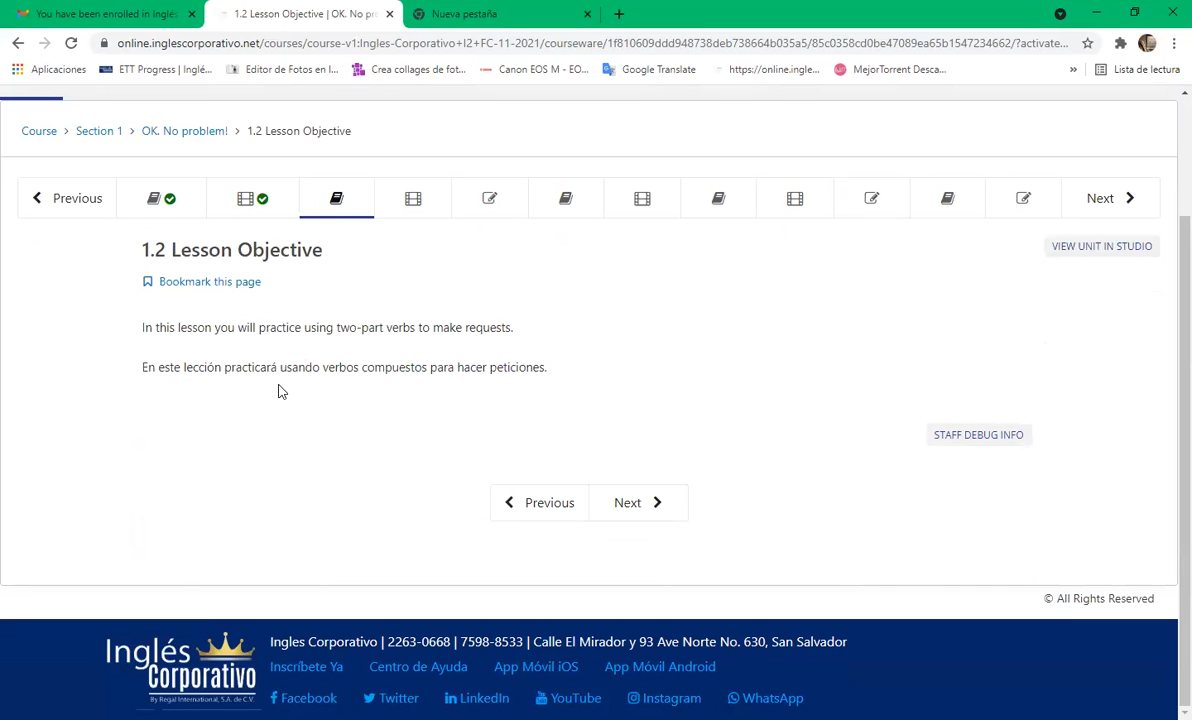 You have been enrolled in Inglés
1.2 Lesson Objective | OK. No pro
Nueva pestaña
online.inglescorporativo.net/courses/course-v1:Ingles-Corporativo+I2+FC-11-2021/courseware/1f810609ddd948738deb738664b035a5/85c0358cd0be47089ea65b1547234662/?activate...
Aplicaciones ETT Progress | Inglé... Editor de Fotos en l... Crea collages de fot... Canon EOS M - EO... Google Translate https://online.ingle... MejorTorrent Desca... » Lista de lectura
Course > Section 1 > OK. No problem! > 1.2 Lesson Objective
Previous Next
1.2 Lesson Objective
VIEW UNIT IN STUDIO
Bookmark this page
In this lesson you will practice using two-part verbs to make requests.
En este lección practicará usando verbos compuestos para hacer peticiones.
STAFF DEBUG INFO
Previous Next
© All Rights Reserved
Inglés Corporativo
By Regal International, S.A. de C.V.
Ingles Corporativo | 2263-0668 | 7598-8533 | Calle El Mirador y 93 Ave Norte No. 630, San Salvador
Inscríbete Ya Centro de Ayuda App Móvil iOS App Móvil Android
Facebook Twitter LinkedIn YouTube Instagram WhatsApp